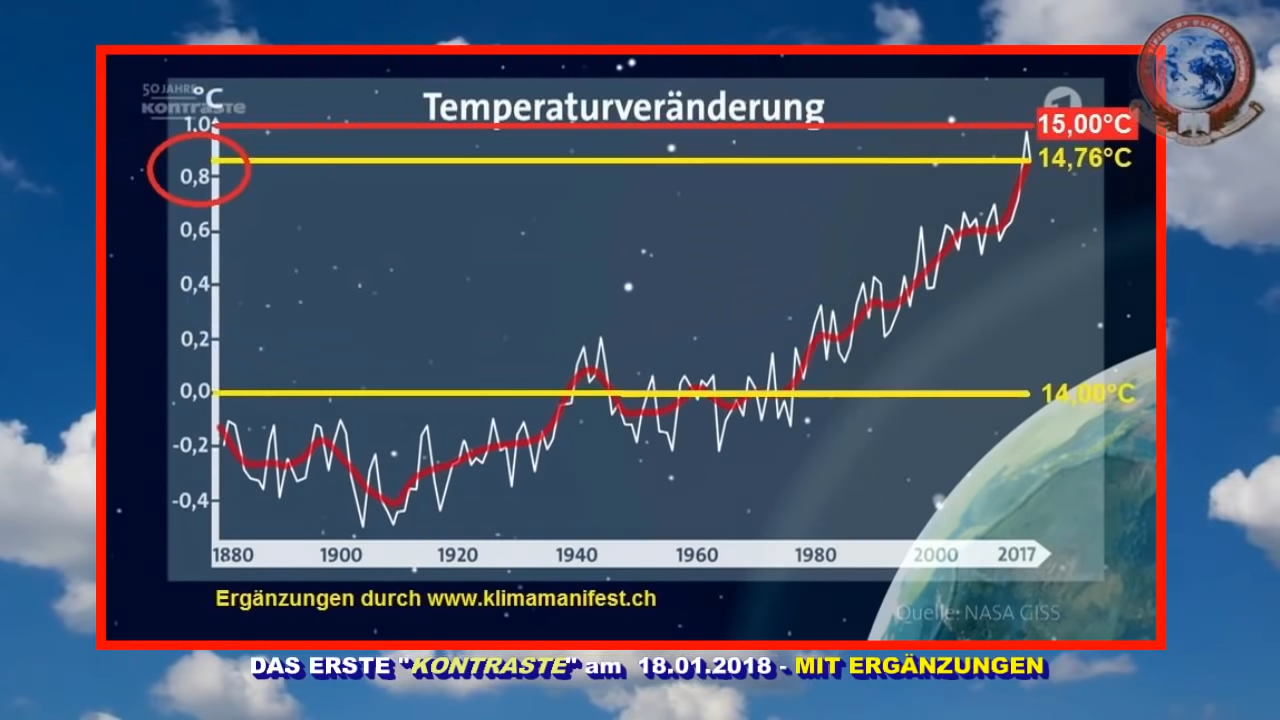 50 JAHRE
kontraste
°C
Temperaturveränderung
1
1.0
15,00°C
14,76°C
0,8
0,6
0,4
0,2
0,0
14,00°C
-0,2
-0,4
1880 1900 1920 1940 1960 1980 2000 2017
Ergänzungen durch www.klimamanifest.ch
Quelle: NASA GISS
DAS ERSTE "KONTRASTE" am 18.01.2018 - MIT ERGÄNZUNGEN